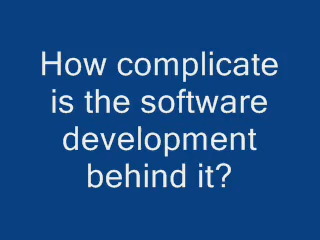 How complicate
is the software
development
behind it?